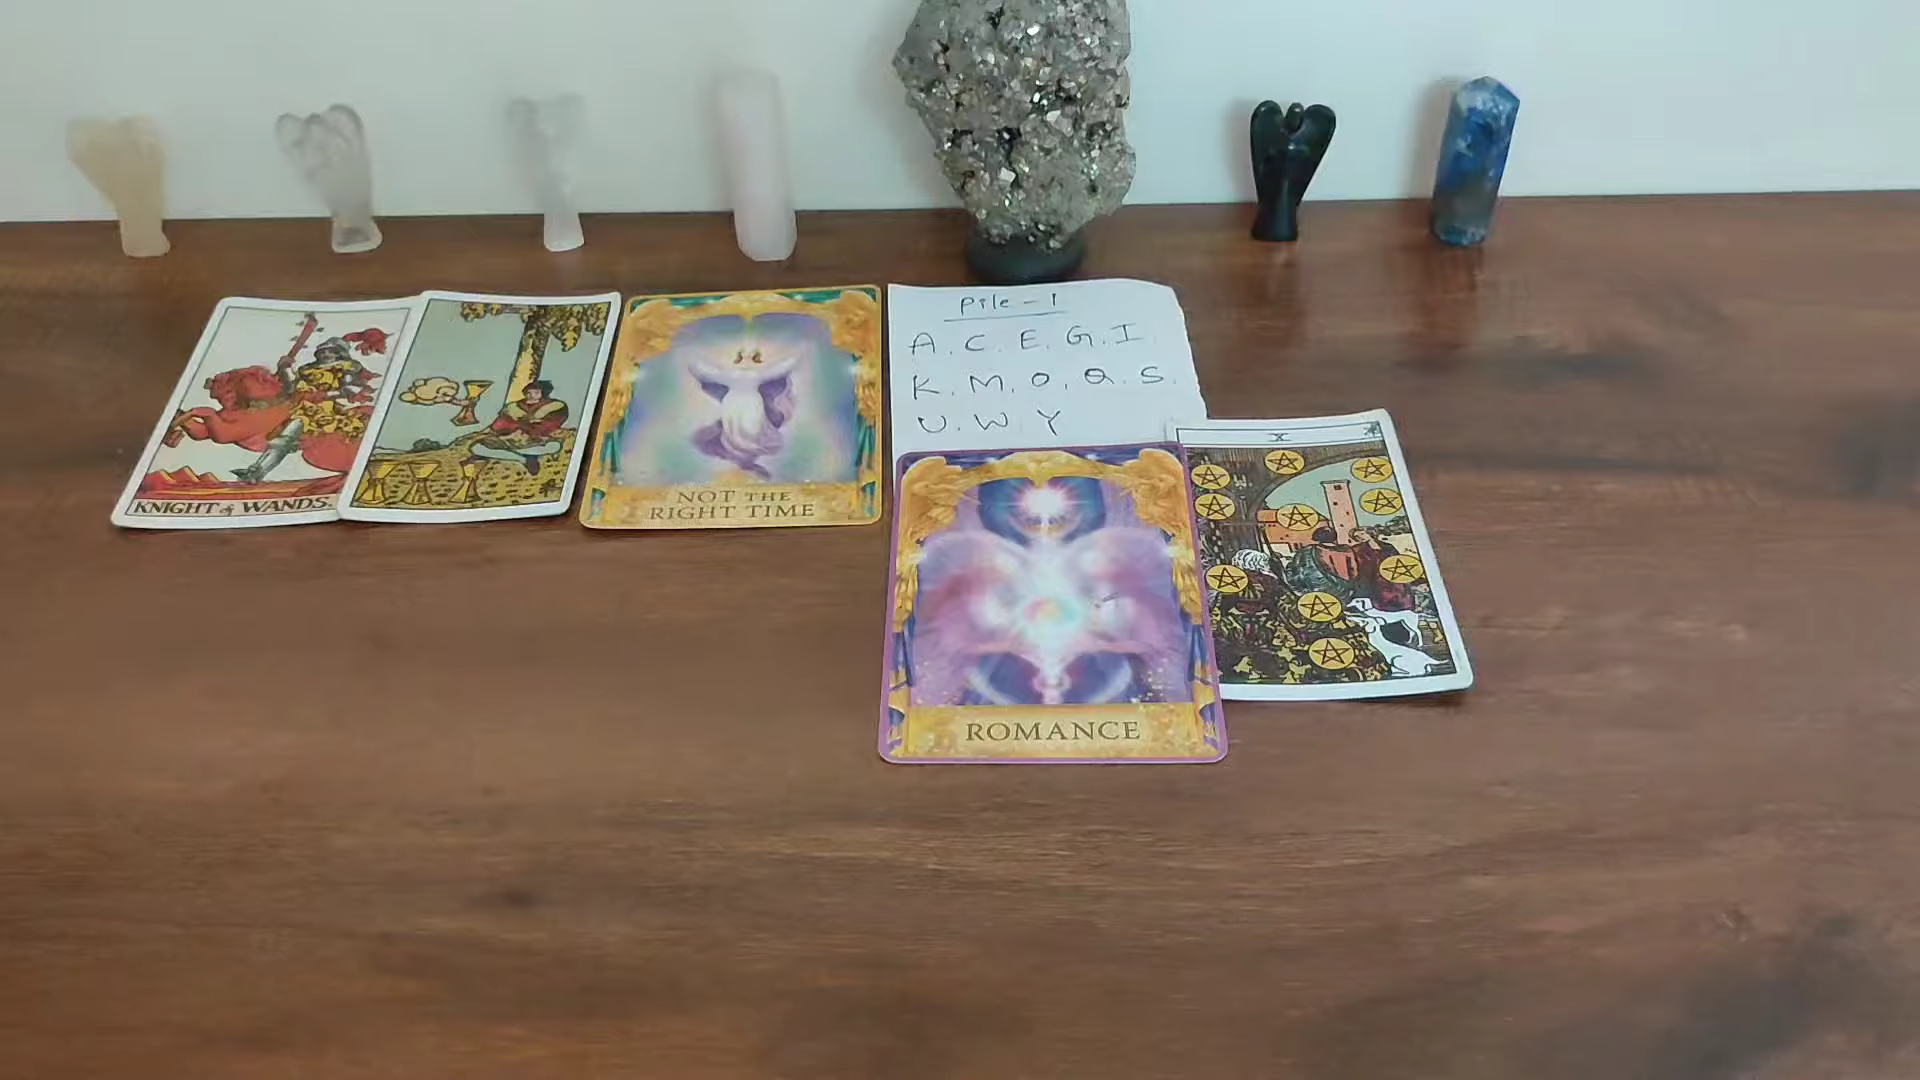 KNIGHT of WANDS.
NOT THE
RIGHT TIME
Pile-1
A. C. E. G. I.
K. M. O. Q. S.
U. W. Y
X
ROMANCE